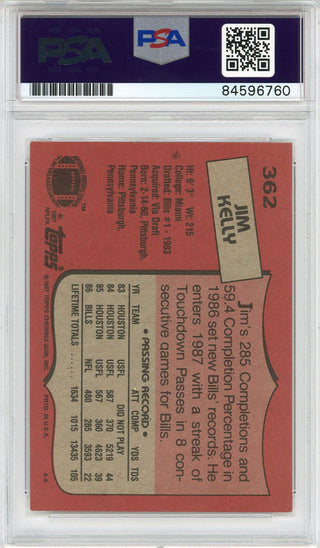 PSA
PSA
84596760
362
JIM
KELLY
Ht: 6' 3" Wt: 215
College: Miami
Drafted: Bills #1 - 1983
Acquired: Via Draft
Born: 2-14-60, Pittsburgh,
Pennsylvania
Home: Pittsburgh,
Pennsylvania
Jim's 285 Completions and
59.4 Completion Percentage in
1986 set new Bills' records. He
enters 1987 with a streak of
Touchdown Passes in 8 con-
secutive games for Bills.
• PASSING RECORD •
YR TEAM ATT COMP YDS TDS
83 HOUSTON USFL DID NOT PLAY
84 HOUSTON USFL 587 370 5219 44
85 HOUSTON USFL 567 360 4623 39
86 BILLS NFL 480 285 3593 22
LIFETIME TOTALS 1634 1015 13435 105
© 1987
NFLPA
topps
© 1987 TOPPS CHEWING GUM, INC.
PRTD. IN U.S.A.